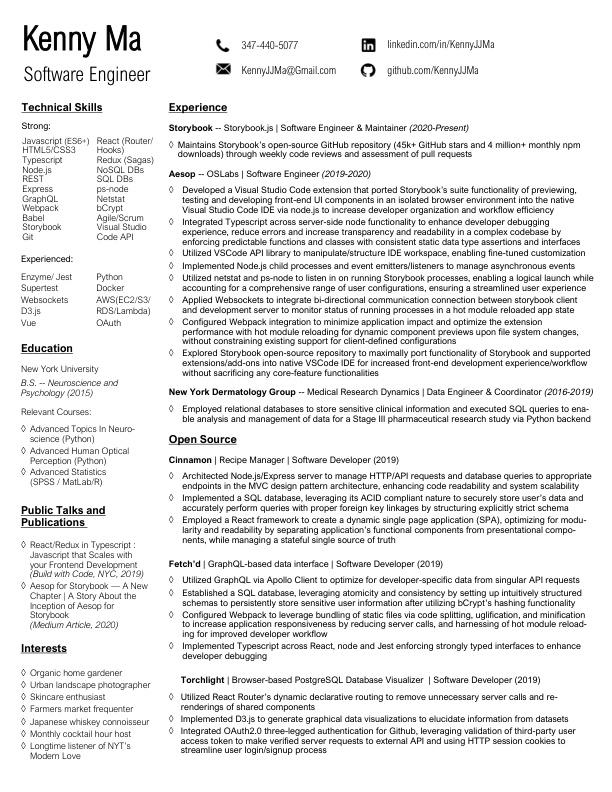 Kenny Ma
Software Engineer
347-440-5077
KennyJJMa@Gmail.com
linkedin.com/in/KennyJJMa
github.com/KennyJJMa
Technical Skills
Strong:
Javascript (ES6+)
HTML5/CSS3
Typescript
Node.js
REST
Express
GraphQL
Webpack
Babel
Storybook
Git
React (Router/
Hooks)
Redux (Sagas)
NoSQL DBs
SQL DBs
ps-node
Netstat
bCrypt
Agile/Scrum
Visual Studio
Code API
Experienced:
Enzyme/ Jest
Supertest
Websockets
D3.js
Vue
Python
Docker
AWS(EC2/S3/
RDS/Lambda)
OAuth
Education
New York University
B.S. -- Neuroscience and
Psychology (2015)
Relevant Courses:
◊ Advanced Topics In Neuro-
science (Python)
◊ Advanced Human Optical
Perception (Python)
◊ Advanced Statistics
(SPSS / MatLab/R)
Public Talks and
Publications
◊ React/Redux in Typescript :
Javascript that Scales with
your Frontend Development
(Build with Code, NYC, 2019)
◊ Aesop for Storybook — A New
Chapter | A Story About the
Inception of Aesop for
Storybook
(Medium Article, 2020)
Interests
◊ Organic home gardener
◊ Urban landscape photographer
◊ Skincare enthusiast
◊ Farmers market frequenter
◊ Japanese whiskey connoisseur
◊ Monthly cocktail hour host
◊ Longtime listener of NYT's
Modern Love
Experience
Storybook -- Storybook.js | Software Engineer & Maintainer (2020-Present)
◊ Maintains Storybook's open-source GitHub repository (45k+ GitHub stars and 4 million+ monthly npm
downloads) through weekly code reviews and assessment of pull requests
Aesop -- OSLabs | Software Engineer (2019-2020)
◊ Developed a Visual Studio Code extension that ported Storybook's suite functionality of previewing,
testing and developing front-end UI components in an isolated browser environment into the native
Visual Studio Code IDE via node.js to increase developer organization and workflow efficiency
◊ Integrated Typescript across server-side node functionality to enhance developer debugging
experience, reduce errors and increase transparency and readability in a complex codebase by
enforcing predictable functions and classes with consistent static data type assertions and interfaces
◊ Utilized VSCode API library to manipulate/structure IDE workspace, enabling fine-tuned customization
◊ Implemented Node.js child processes and event emitters/listeners to manage asynchronous events
◊ Utilized netstat and ps-node to listen in on running Storybook processes, enabling a logical launch while
accounting for a comprehensive range of user configurations, ensuring a streamlined user experience
◊ Applied Websockets to integrate bi-directional communication connection between storybook client
and development server to monitor status of running processes in a hot module reloaded app state
◊ Configured Webpack integration to minimize application impact and optimize the extension
performance with hot module reloading for dynamic component previews upon file system changes,
without constraining existing support for client-defined configurations
◊ Explored Storybook open-source repository to maximally port functionality of Storybook and supported
extensions/add-ons into native VSCode IDE for increased front-end development experience/workflow
without sacrificing any core-feature functionalities
New York Dermatology Group -- Medical Research Dynamics | Data Engineer & Coordinator (2016-2019)
◊ Employed relational databases to store sensitive clinical information and executed SQL queries to ena-
ble analysis and management of data for a Stage III pharmaceutical research study via Python backend
Open Source
Cinnamon | Recipe Manager | Software Developer (2019)
◊ Architected Node.js/Express server to manage HTTP/API requests and database queries to appropriate
endpoints in the MVC design pattern architecture, enhancing code readability and system scalability
◊ Implemented a SQL database, leveraging its ACID compliant nature to securely store user's data and
accurately perform queries with proper foreign key linkages by structuring explicitly strict schema
◊ Employed a React framework to create a dynamic single page application (SPA), optimizing for modu-
larity and readability by separating application's functional components from presentational compo-
nents, while managing a stateful single source of truth
Fetch'd | GraphQL-based data interface | Software Developer (2019)
◊ Utilized GraphQL via Apollo Client to optimize for developer-specific data from singular API requests
◊ Established a SQL database, leveraging atomicity and consistency by setting up intuitively structured
schemas to persistently store sensitive user information after utilizing bCrypt's hashing functionality
◊ Configured Webpack to leverage bundling of static files via code splitting, uglification, and minification
to increase application responsiveness by reducing server calls, and harnessing of hot module reload-
ing for improved developer workflow
◊ Implemented Typescript across React, node and Jest enforcing strongly typed interfaces to enhance
developer debugging
Torchlight | Browser-based PostgreSQL Database Visualizer | Software Developer (2019)
◊ Utilized React Router's dynamic declarative routing to remove unnecessary server calls and re-
renderings of shared components
◊ Implemented D3.js to generate graphical data visualizations to elucidate information from datasets
◊ Integrated OAuth2.0 three-legged authentication for Github, leveraging validation of third-party user
access token to make verified server requests to external API and using HTTP session cookies to
streamline user login/signup process